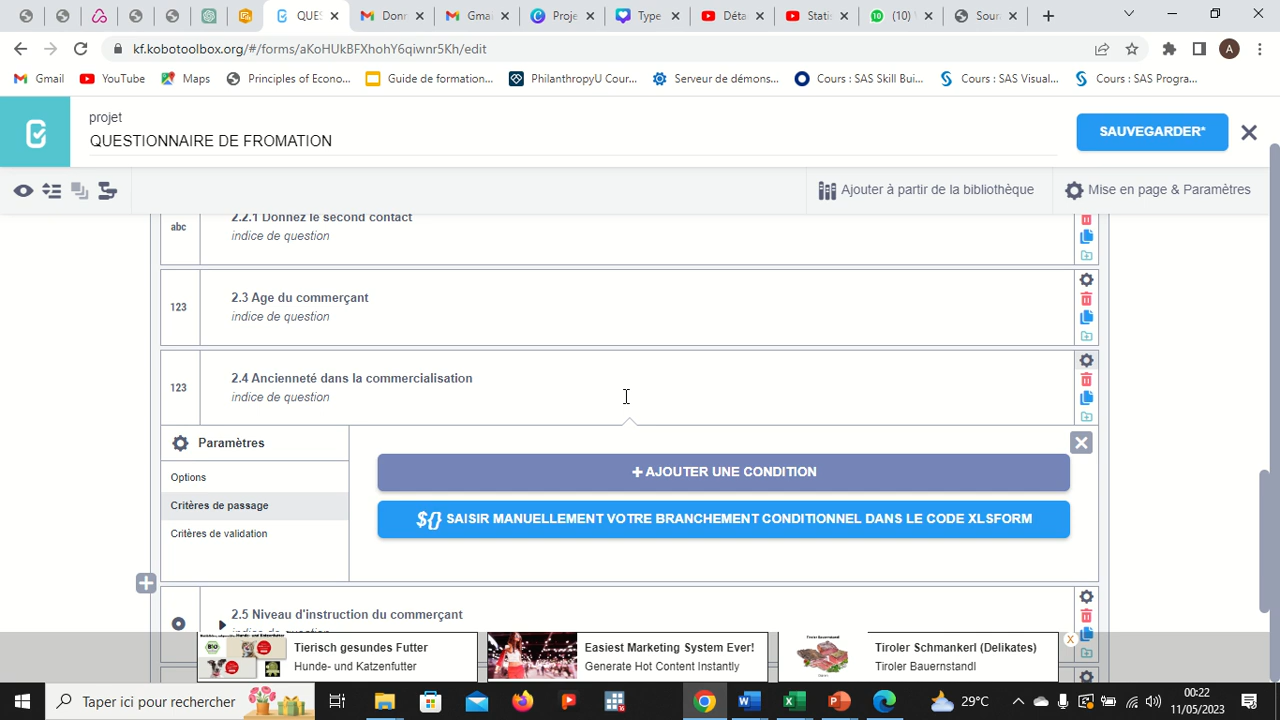 QUES
Donn
Gmai
Proje
Type
Déta
Statis
(10) W
Sour
kf.kobotoolbox.org/#/forms/aKoHUkBFXhohY6qiwnr5Kh/edit
A
Gmail
YouTube
Maps
Principles of Econo...
Guide de formation...
PhilanthropyU Cour...
Serveur de démons...
Cours : SAS Skill Bui...
Cours : SAS Visual...
Cours : SAS Progra...
projet
QUESTIONNAIRE DE FROMATION
SAUVEGARDER*
Ajouter à partir de la bibliothèque
Mise en page & Paramètres
abc
2.2.1 Donnez le second contact
indice de question
123
2.3 Age du commerçant
indice de question
123
2.4 Ancienneté dans la commercialisation
indice de question
Paramètres
Options
Critères de passage
Critères de validation
+ AJOUTER UNE CONDITION
${} SAISIR MANUELLEMENT VOTRE BRANCHEMENT CONDITIONNEL DANS LE CODE XLSFORM
2.5 Niveau d'instruction du commerçant
indice de question
Tierisch gesundes Futter
Hunde- und Katzenfutter
Easiest Marketing System Ever!
Generate Hot Content Instantly
Tiroler Schmankerl (Delikates)
Tiroler Bauernstandl
Taper ici pour rechercher
29°C
00:22
11/05/2023